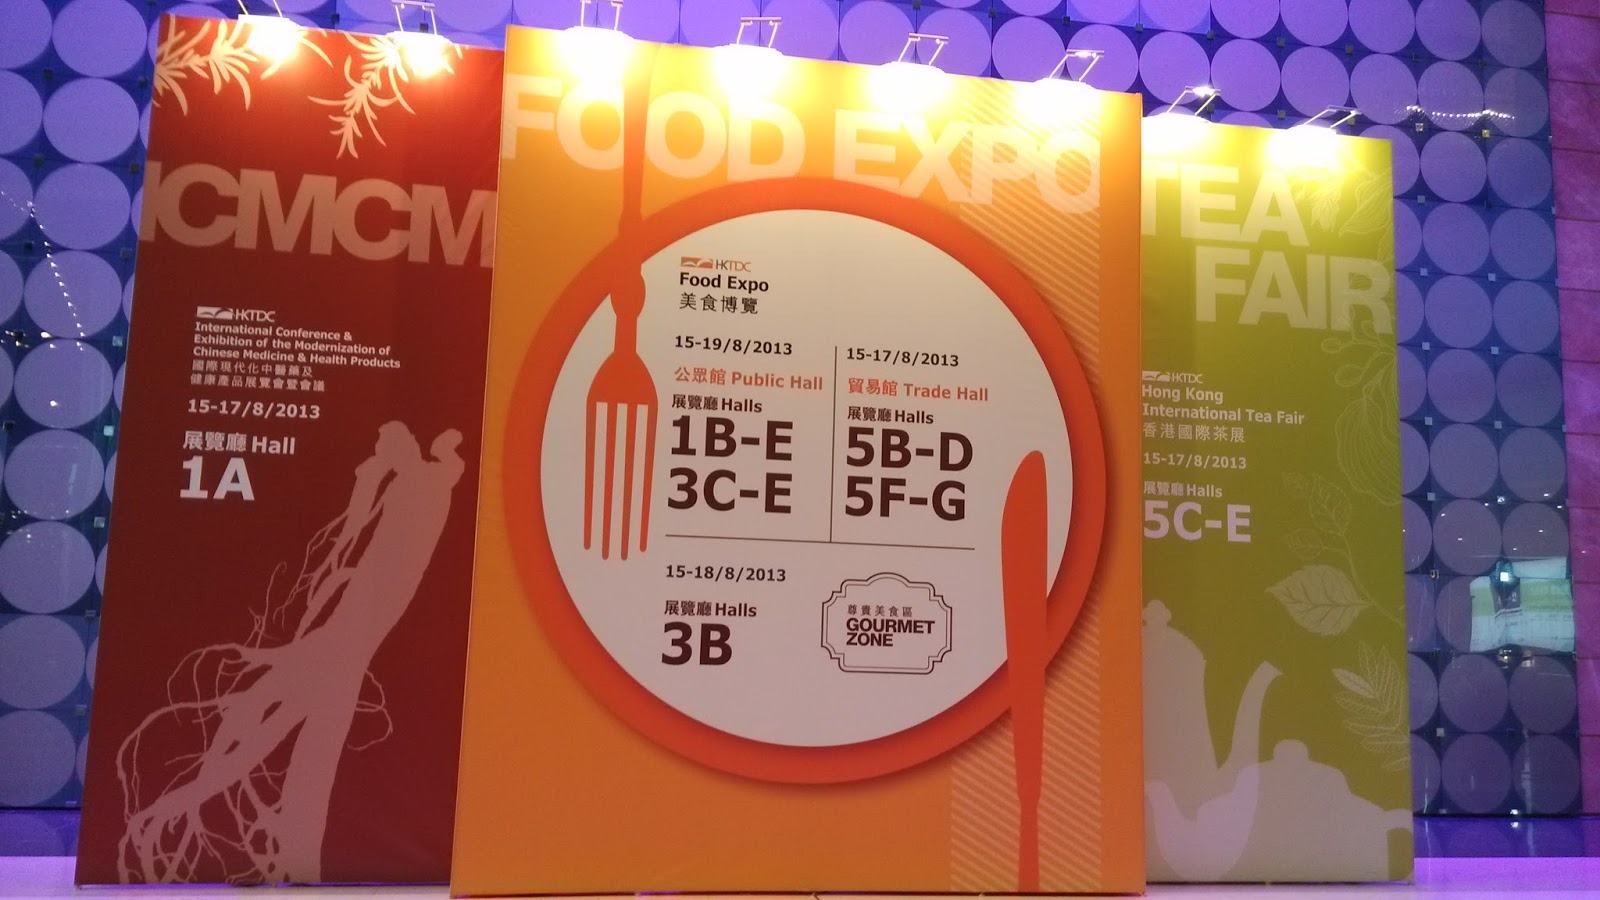 ICMCM
HKTDC
International Conference &
Exhibition of the Modernization of
Chinese Medicine & Health Products
國際現代化中醫藥及
健康產品展覽會暨會議
15-17/8/2013
展覽廳 Hall
1A
FOOD EXPO
HKTDC
Food Expo
美食博覽
15-19/8/2013
公眾館 Public Hall
展覽廳 Halls
1B-E
3C-E
15-17/8/2013
貿易館 Trade Hall
展覽廳 Halls
5B-D
5F-G
15-18/8/2013
展覽廳 Halls
3B
尊貴美食區
GOURMET
ZONE
TEA
FAIR
HKTDC
Hong Kong
International Tea Fair
香港國際茶展
15-17/8/2013
展覽廳 Halls
5C-E